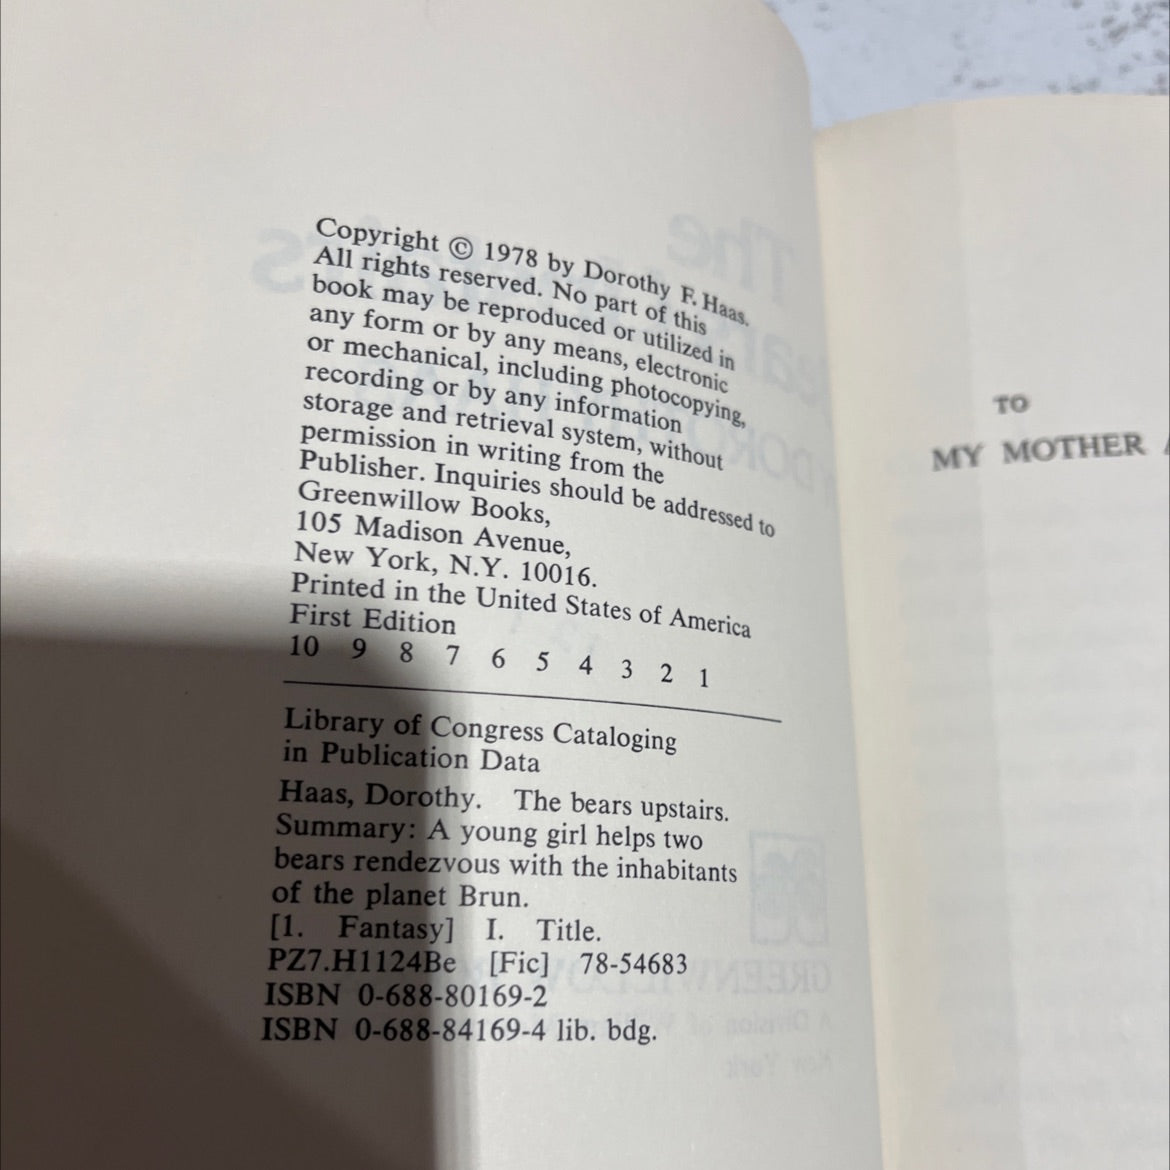 Copyright © 1978 by Dorothy F. Haas.
All rights reserved. No part of this
book may be reproduced or utilized in
any form or by any means, electronic
or mechanical, including photocopying,
recording or by any information
storage and retrieval system, without
permission in writing from the
Publisher. Inquiries should be addressed to
Greenwillow Books,
105 Madison Avenue,
New York, N.Y. 10016.
Printed in the United States of America
First Edition
10 9 8 7 6 5 4 3 2 1
Library of Congress Cataloging
in Publication Data
Haas, Dorothy. The bears upstairs.
Summary: A young girl helps two
bears rendezvous with the inhabitants
of the planet Brun.
[1. Fantasy] I. Title.
PZ7.H1124Be [Fic] 78-54683
ISBN 0-688-80169-2
ISBN 0-688-84169-4 lib. bdg.
TO
MY MOTHER